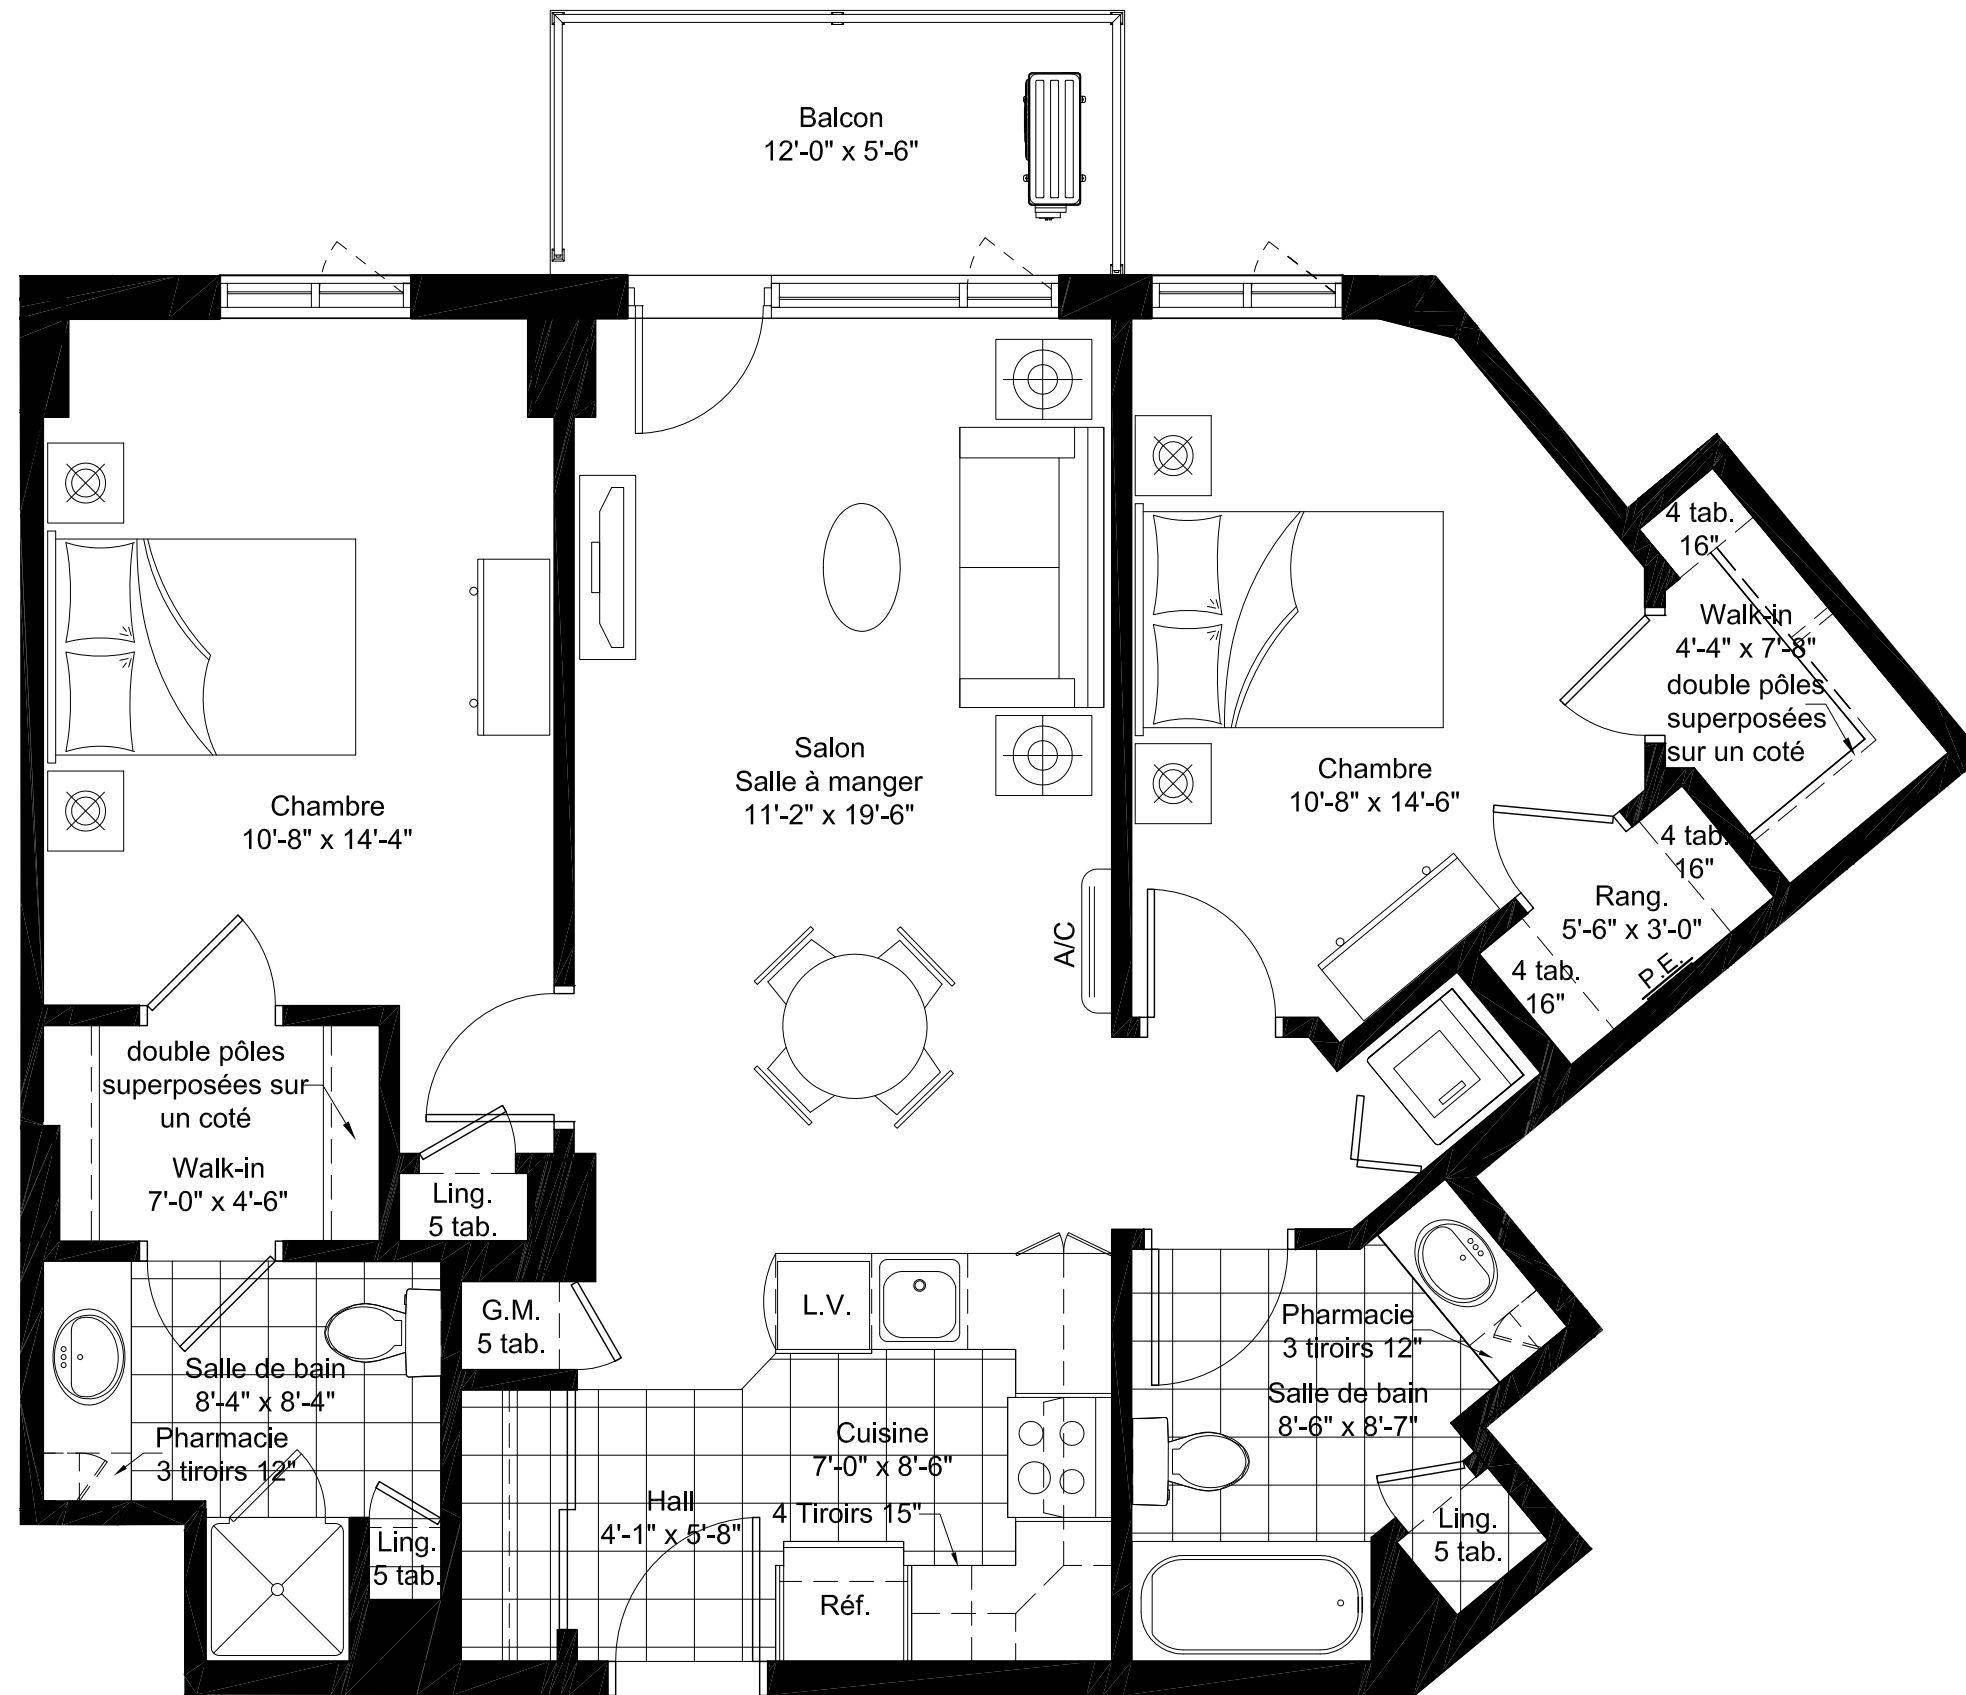 Balcon
12'-0" x 5'-6"
4 tab.
16"
Walk-in
4'-4" x 7'-8"
double pôles
superposées
sur un coté
Salon
Salle à manger
11'-2" x 19'-6"
Chambre
10'-8" x 14'-6"
Chambre
10'-8" x 14'-4"
4 tab.
16"
Rang.
5'-6" x 3'-0"
P.E.
4 tab.
16"
A/C
double pôles
superposées sur
un coté
Walk-in
7'-0" x 4'-6"
Ling.
5 tab.
G.M.
5 tab.
L.V.
Pharmacie
3 tiroirs 12"
Salle de bain
8'-6" x 8'-7"
Salle de bain
8'-4" x 8'-4"
Pharmacie
3 tiroirs 12"
Cuisine
7'-0" x 8'-6"
4 Tiroirs 15"
Hall
4'-1" x 5'-8"
Ling.
5 tab.
Ling.
5 tab.
Réf.